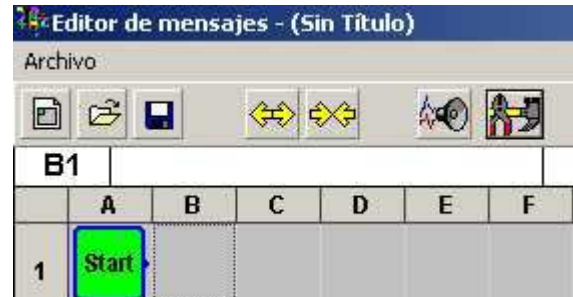 Editor de mensajes - (Sin Título)
Archivo
B1
A B C D E F
1 Start